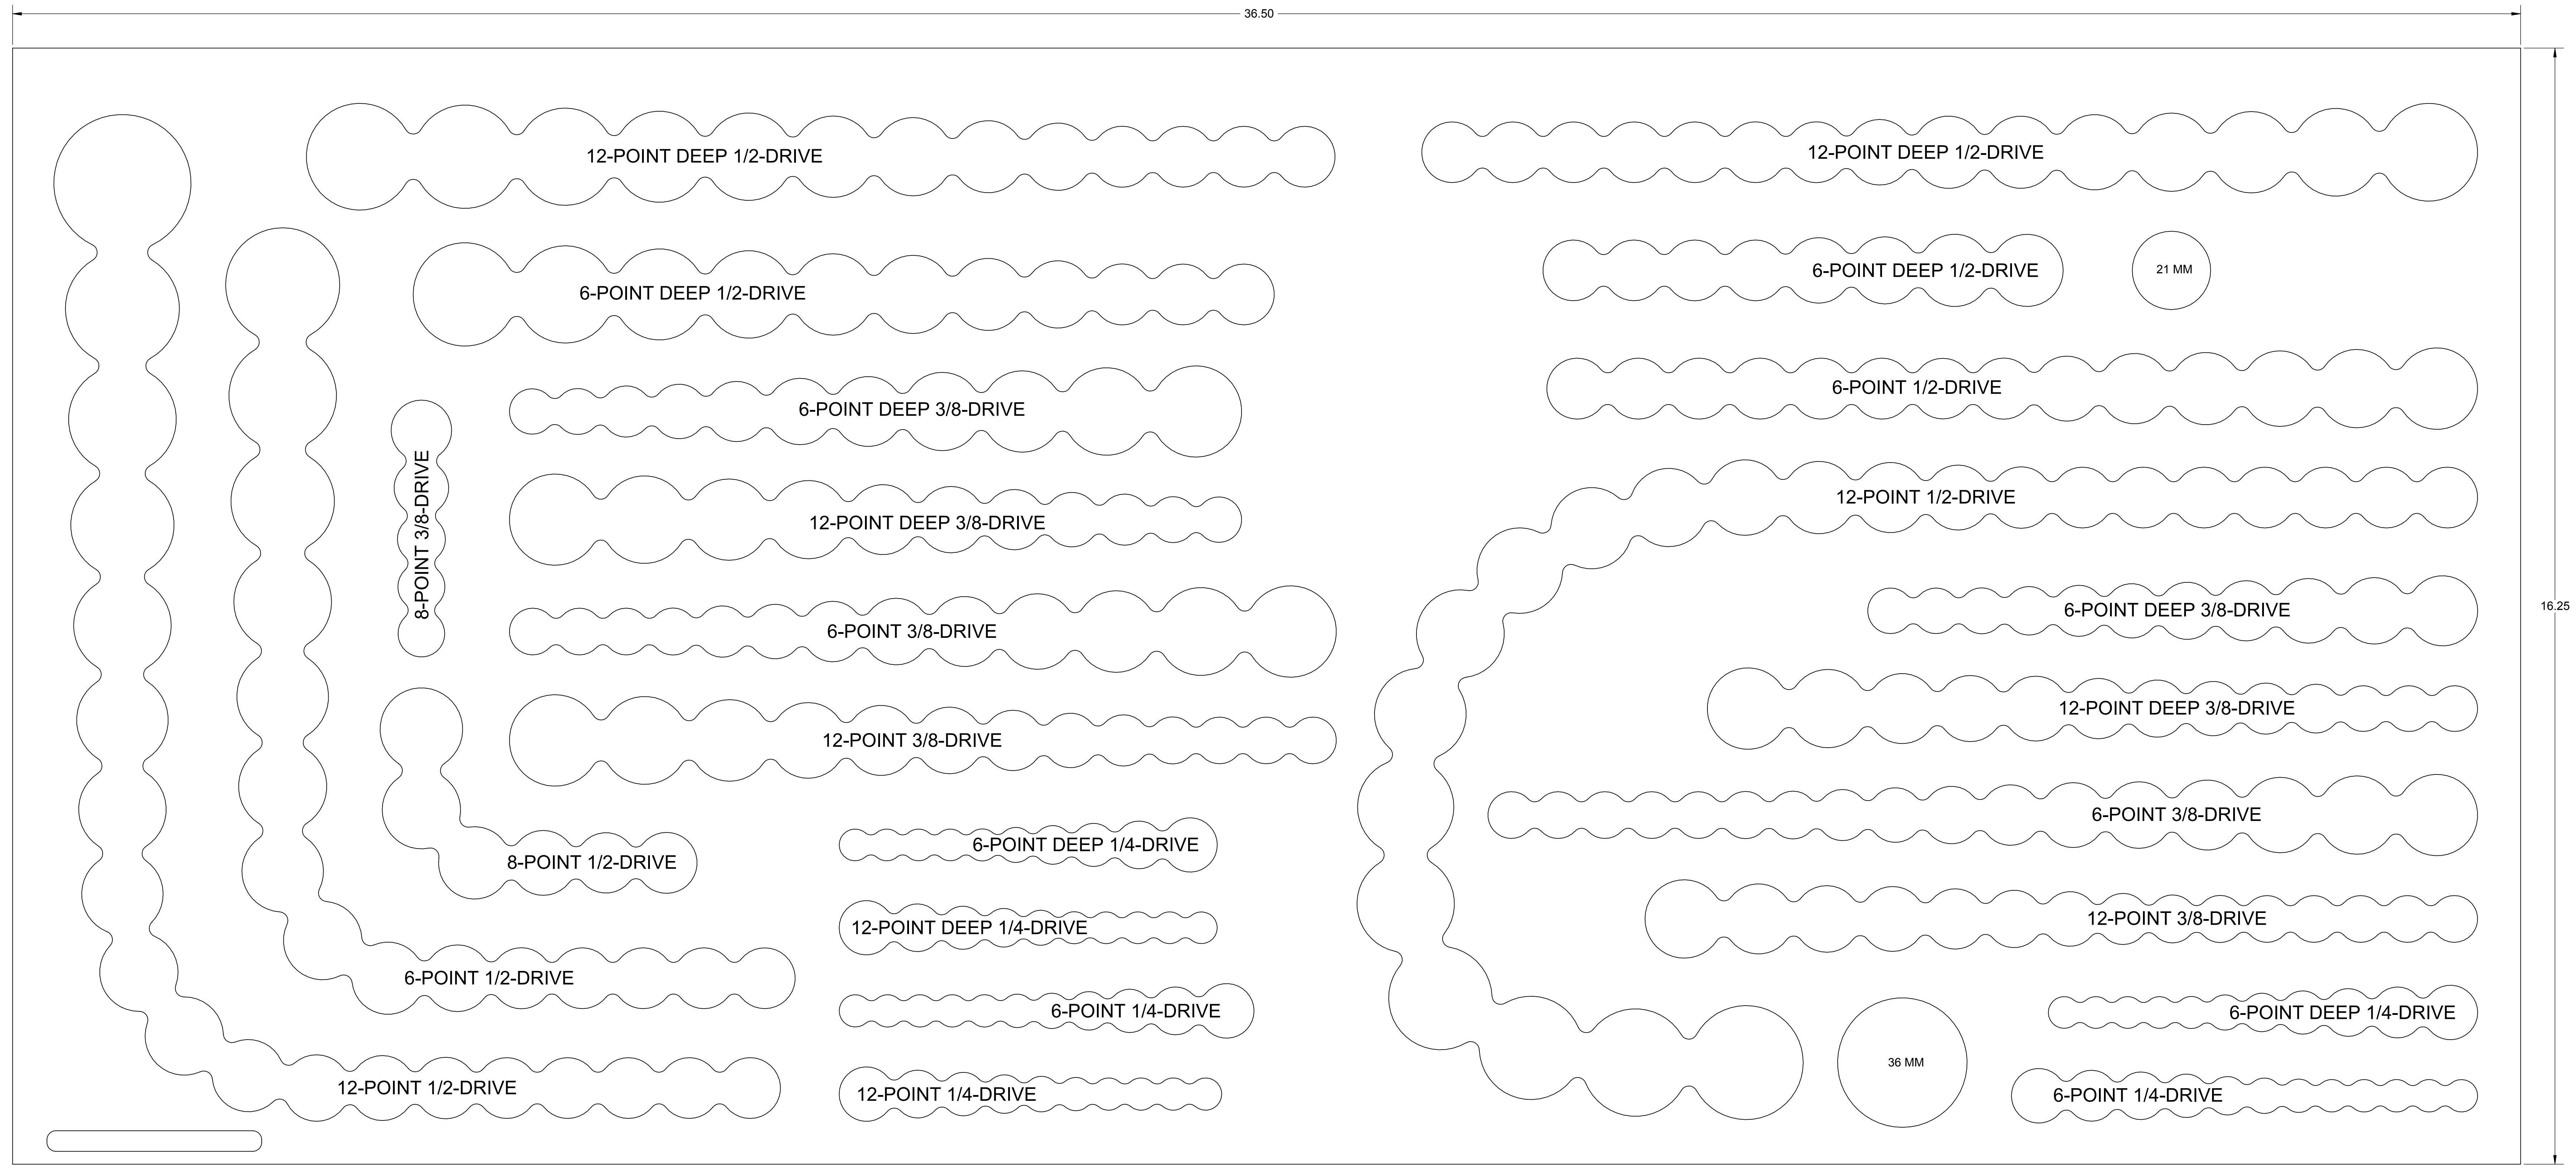 36.50
12-POINT DEEP 1/2-DRIVE
12-POINT DEEP 1/2-DRIVE
6-POINT DEEP 1/2-DRIVE
21 MM
6-POINT DEEP 1/2-DRIVE
6-POINT 1/2-DRIVE
6-POINT DEEP 3/8-DRIVE
12-POINT 1/2-DRIVE
12-POINT DEEP 3/8-DRIVE
8-POINT 3/8-DRIVE
16.25
6-POINT DEEP 3/8-DRIVE
6-POINT 3/8-DRIVE
12-POINT DEEP 3/8-DRIVE
12-POINT 3/8-DRIVE
6-POINT 3/8-DRIVE
6-POINT DEEP 1/4-DRIVE
8-POINT 1/2-DRIVE
12-POINT 3/8-DRIVE
12-POINT DEEP 1/4-DRIVE
6-POINT 1/2-DRIVE
6-POINT 1/4-DRIVE
6-POINT DEEP 1/4-DRIVE
36 MM
12-POINT 1/2-DRIVE
12-POINT 1/4-DRIVE
6-POINT 1/4-DRIVE